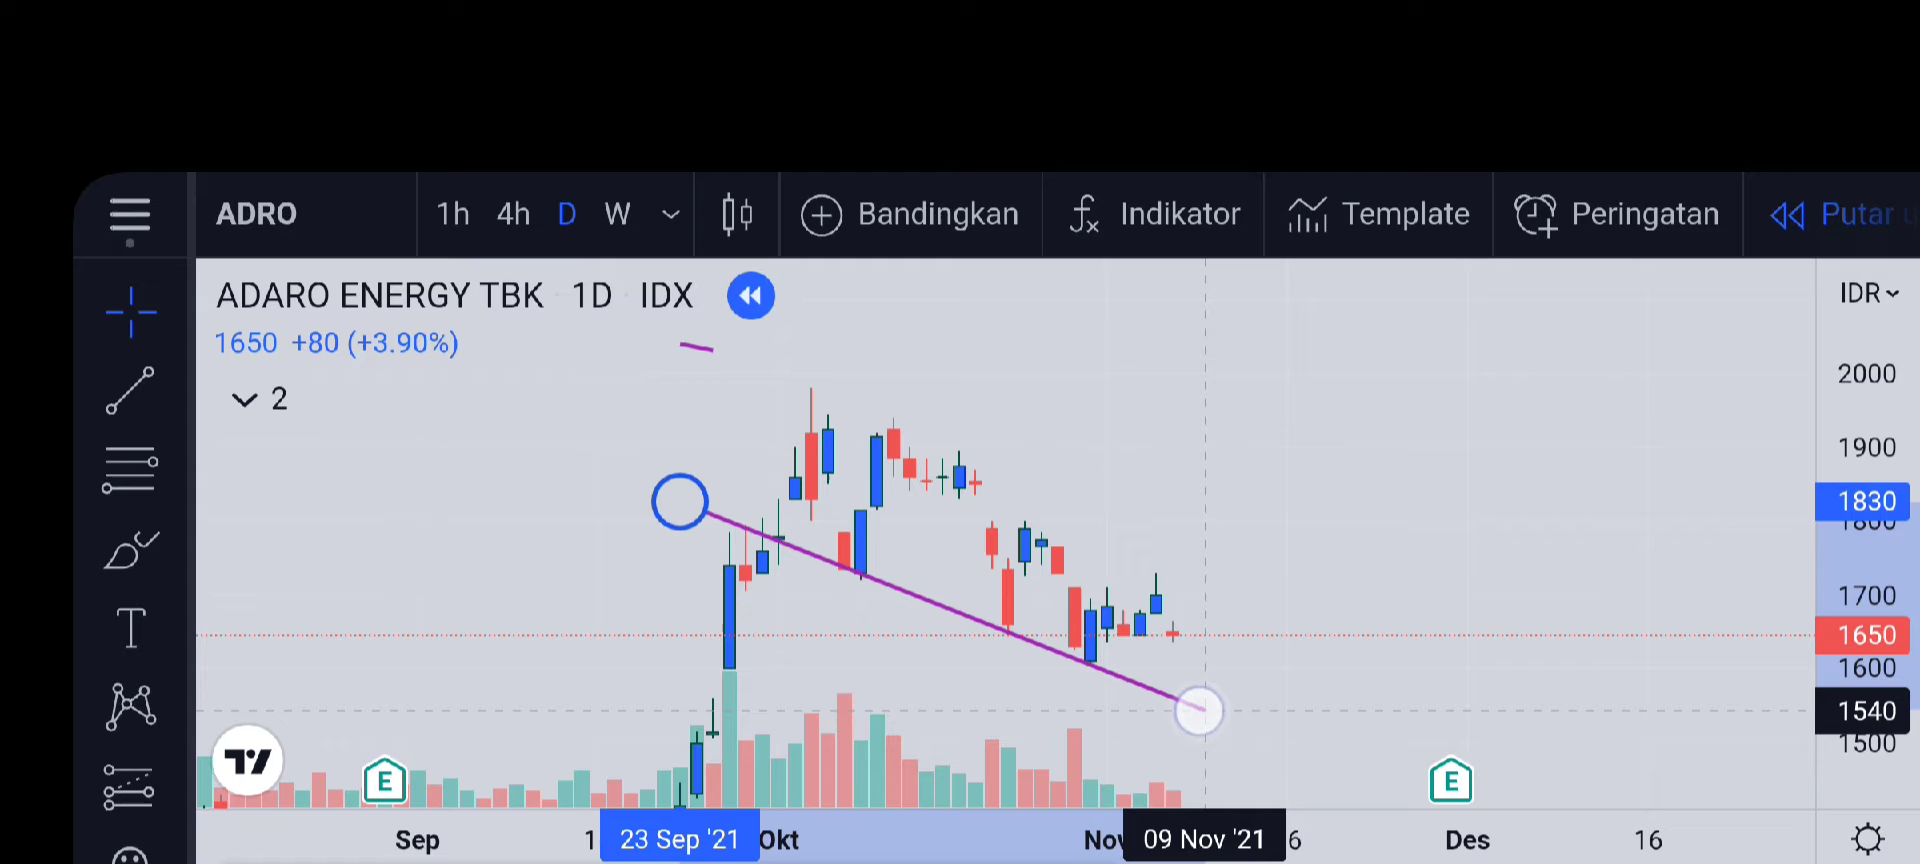 ADRO 1h 4h D W Bandingkan Indikator Template Peringatan Putar
ADARO ENERGY TBK 1D IDX
IDR
1650 +80 (+3.90%)
2
2000
1900
1830
1800
1700
1650
1600
1540
1500
E
E
Sep 1 23 Sep '21 Okt Nov 09 Nov '21 6 Des 16